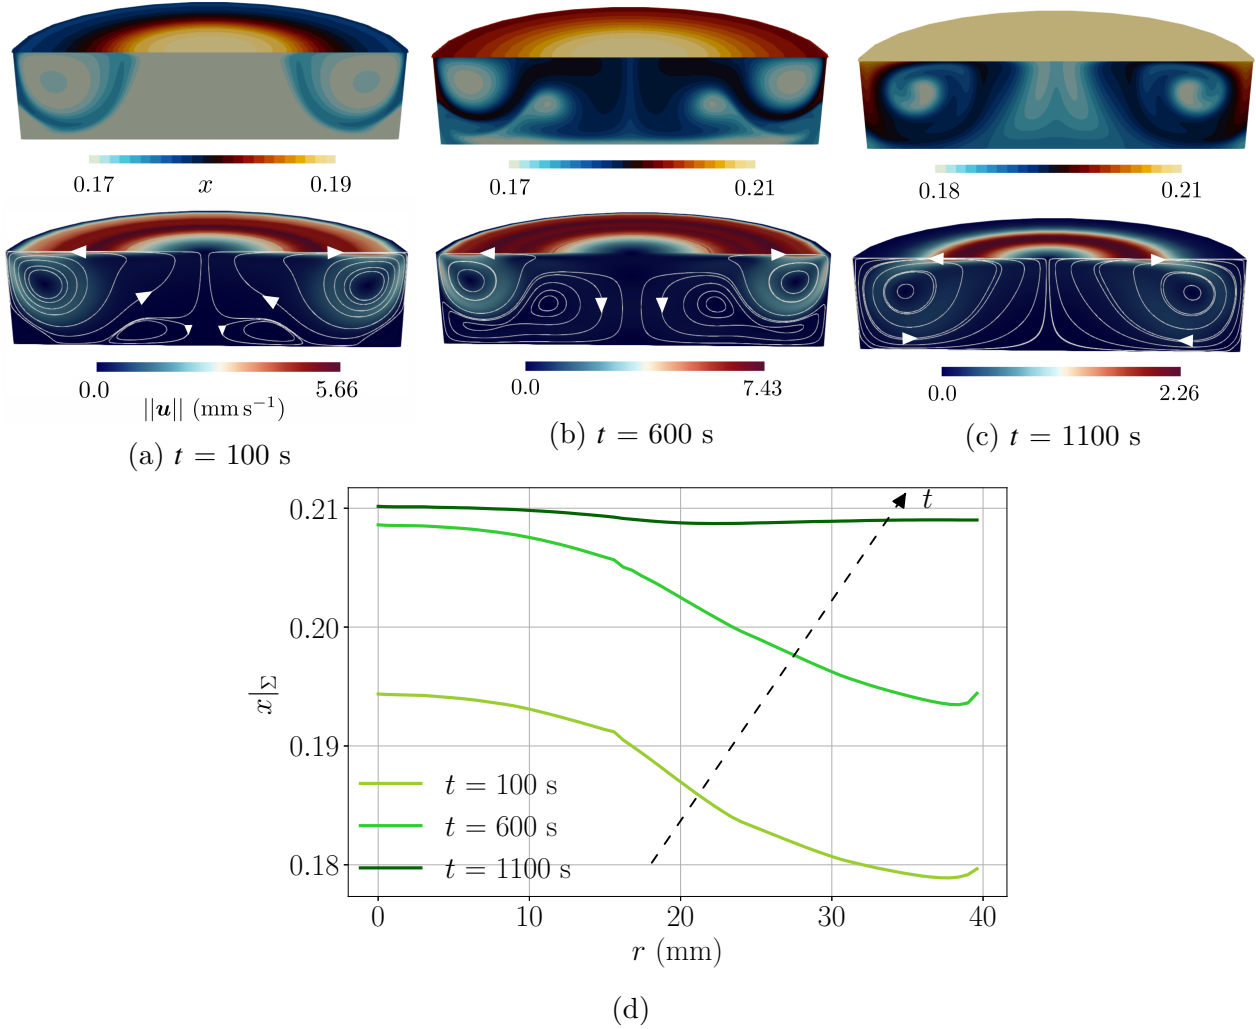 0.17 x 0.19
0.17 0.21
0.18 0.21
0.0 5.66
||u|| (mm s⁻¹)
0.0 7.43
0.0 2.26
(a) t = 100 s
(b) t = 600 s
(c) t = 1100 s
0.21
0.20
0.19
0.18
x|Σ
t
t = 100 s
t = 600 s
t = 1100 s
0 10 20 30 40
r (mm)
(d)